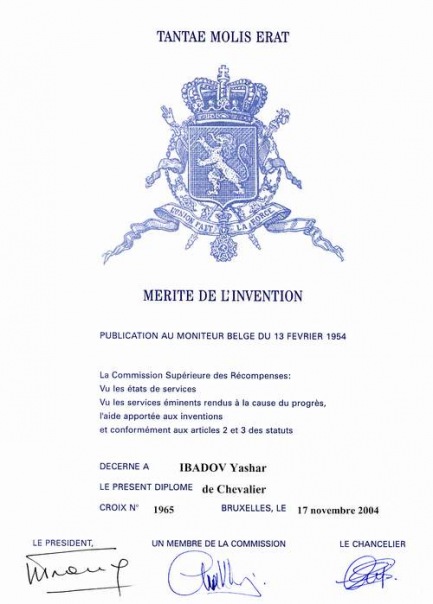 TANTAE MOLIS ERAT
L'UNION FAIT LA FORCE
MERITE DE L'INVENTION
PUBLICATION AU MONITEUR BELGE DU 13 FEVRIER 1954
La Commission Supérieure des Récompenses:
Vu les états de services
Vu les services éminents rendus à la cause du progrès,
l'aide apportée aux inventions
et conformément aux articles 2 et 3 des statuts
DECERNE A IBADOV Yashar
LE PRESENT DIPLOME de Chevalier
CROIX N° 1965 BRUXELLES, LE 17 novembre 2004
LE PRESIDENT, UN MEMBRE DE LA COMMISSION LE CHANCELIER